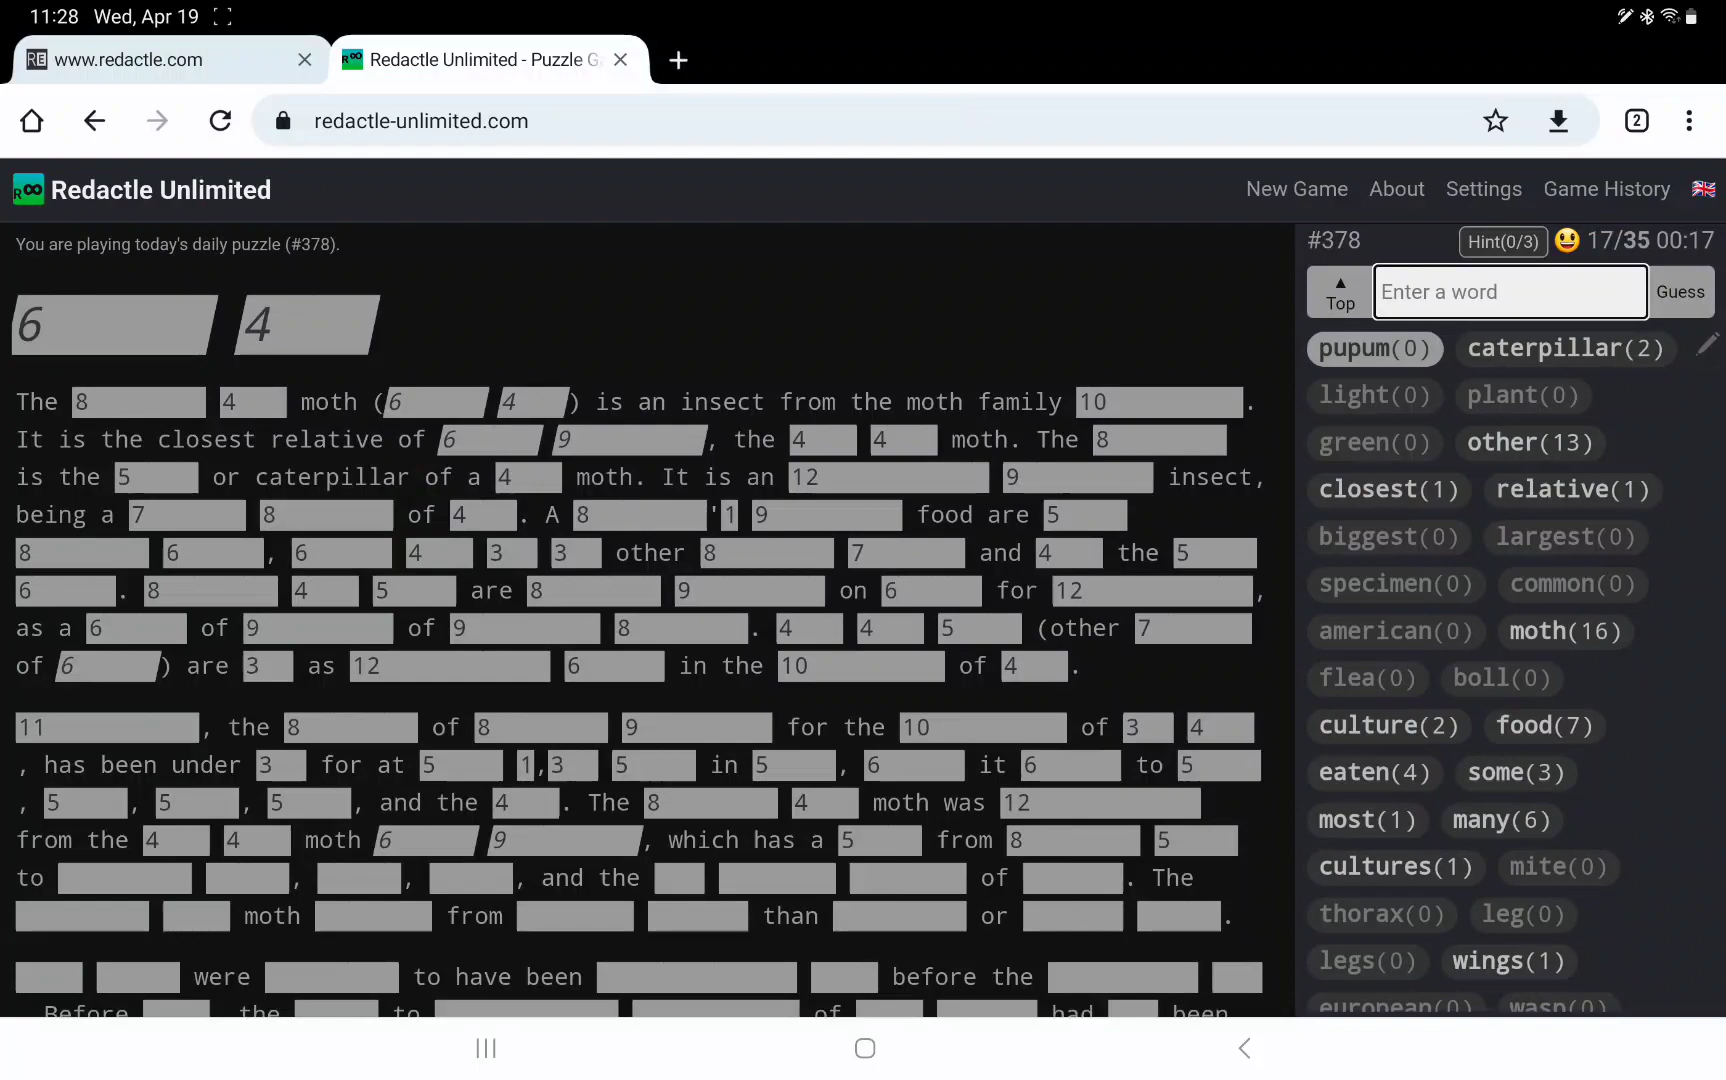 11:28 Wed, Apr 19
www.redactle.com
Redactle Unlimited - Puzzle G
redactle-unlimited.com
2
R∞ Redactle Unlimited
New Game About Settings Game History
You are playing today's daily puzzle (#378).
#378 Hint(0/3) 17/35 00:17
▲ Top Enter a word Guess
6 4
The 8 4 moth (6 4) is an insect from the moth family 10.
It is the closest relative of 6 9, the 4 4 moth. The 8
is the 5 or caterpillar of a 4 moth. It is an 12 9 insect,
being a 7 8 of 4. A 8'1 9 food are 5
8 6, 6 4 3 3 other 8 7 and 4 the 5
6. 8 4 5 are 8 9 on 6 for 12,
as a 6 of 9 of 9 8. 4 4 5 (other 7
of 6) are 3 as 12 6 in the 10 of 4.
11, the 8 of 8 9 for the 10 of 3 4
, has been under 3 for at 5 1,3 5 in 5, 6 it 6 to 5
, 5, 5, 5, and the 4. The 8 4 moth was 12
from the 4 4 moth 6 9, which has a 5 from 8 5
to , , , and the of . The
moth from than or .
were to have been before the
Before , the to of had been
pupum(0) caterpillar(2)
light(0) plant(0)
green(0) other(13)
closest(1) relative(1)
biggest(0) largest(0)
specimen(0) common(0)
american(0) moth(16)
flea(0) boll(0)
culture(2) food(7)
eaten(4) some(3)
most(1) many(6)
cultures(1) mite(0)
thorax(0) leg(0)
legs(0) wings(1)
european(0) wasp(0)